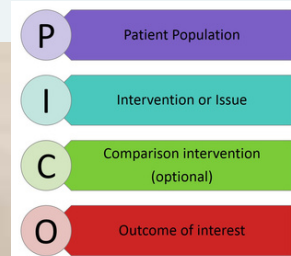 P
Patient Population
I
Intervention or Issue
C
Comparison intervention
(optional)
O
Outcome of interest